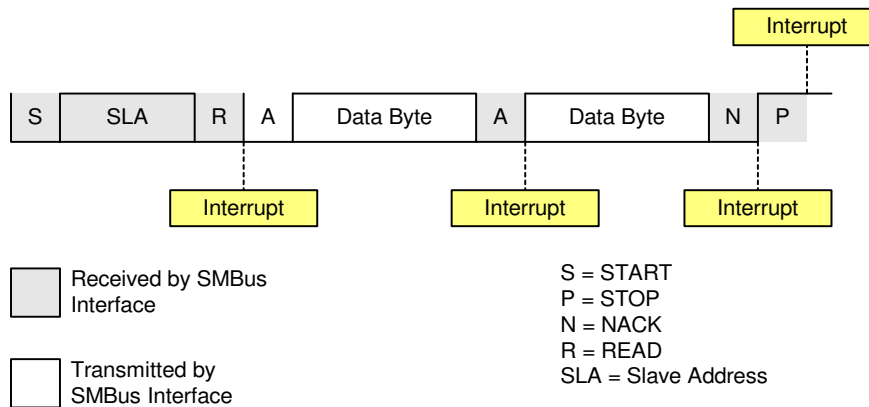 Interrupt
S SLA R A Data Byte A Data Byte N P
Interrupt Interrupt Interrupt
Received by SMBus
Interface
Transmitted by
SMBus Interface
S = START
P = STOP
N = NACK
R = READ
SLA = Slave Address